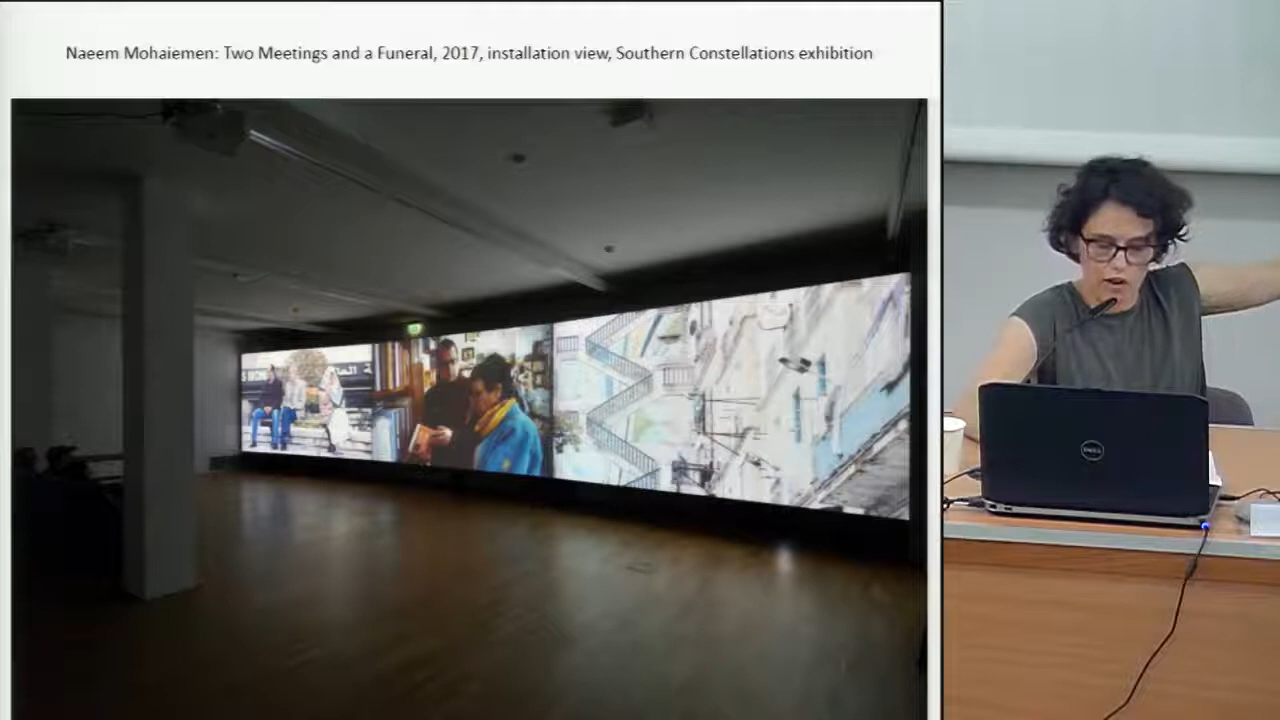 Naeem Mohaiemen: Two Meetings and a Funeral, 2017, installation view, Southern Constellations exhibition
DELL